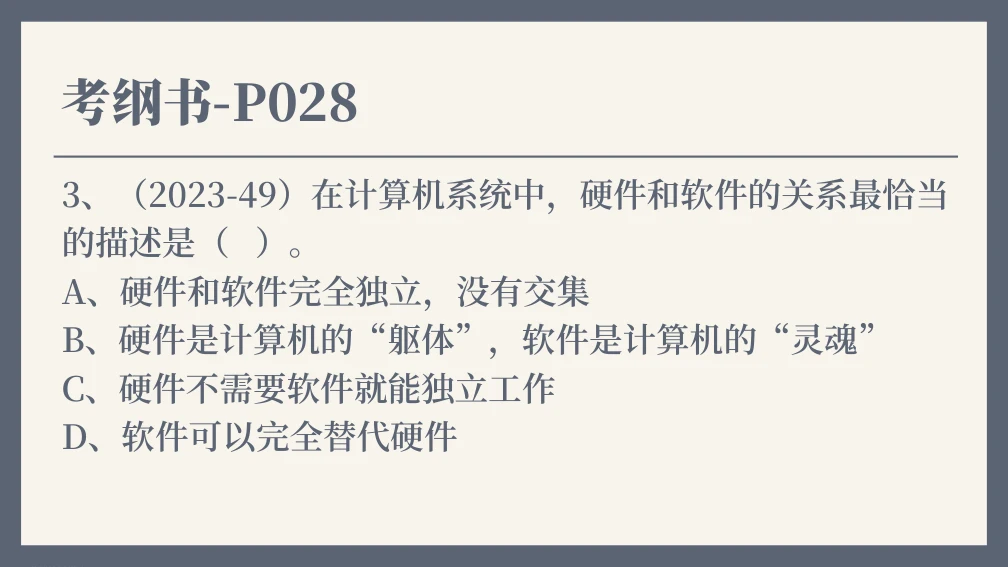 考纲书-P028
3、（2023-49）在计算机系统中，硬件和软件的关系最恰当
的描述是（  ）。
A、硬件和软件完全独立，没有交集
B、硬件是计算机的“躯体”，软件是计算机的“灵魂”
C、硬件不需要软件就能独立工作
D、软件可以完全替代硬件